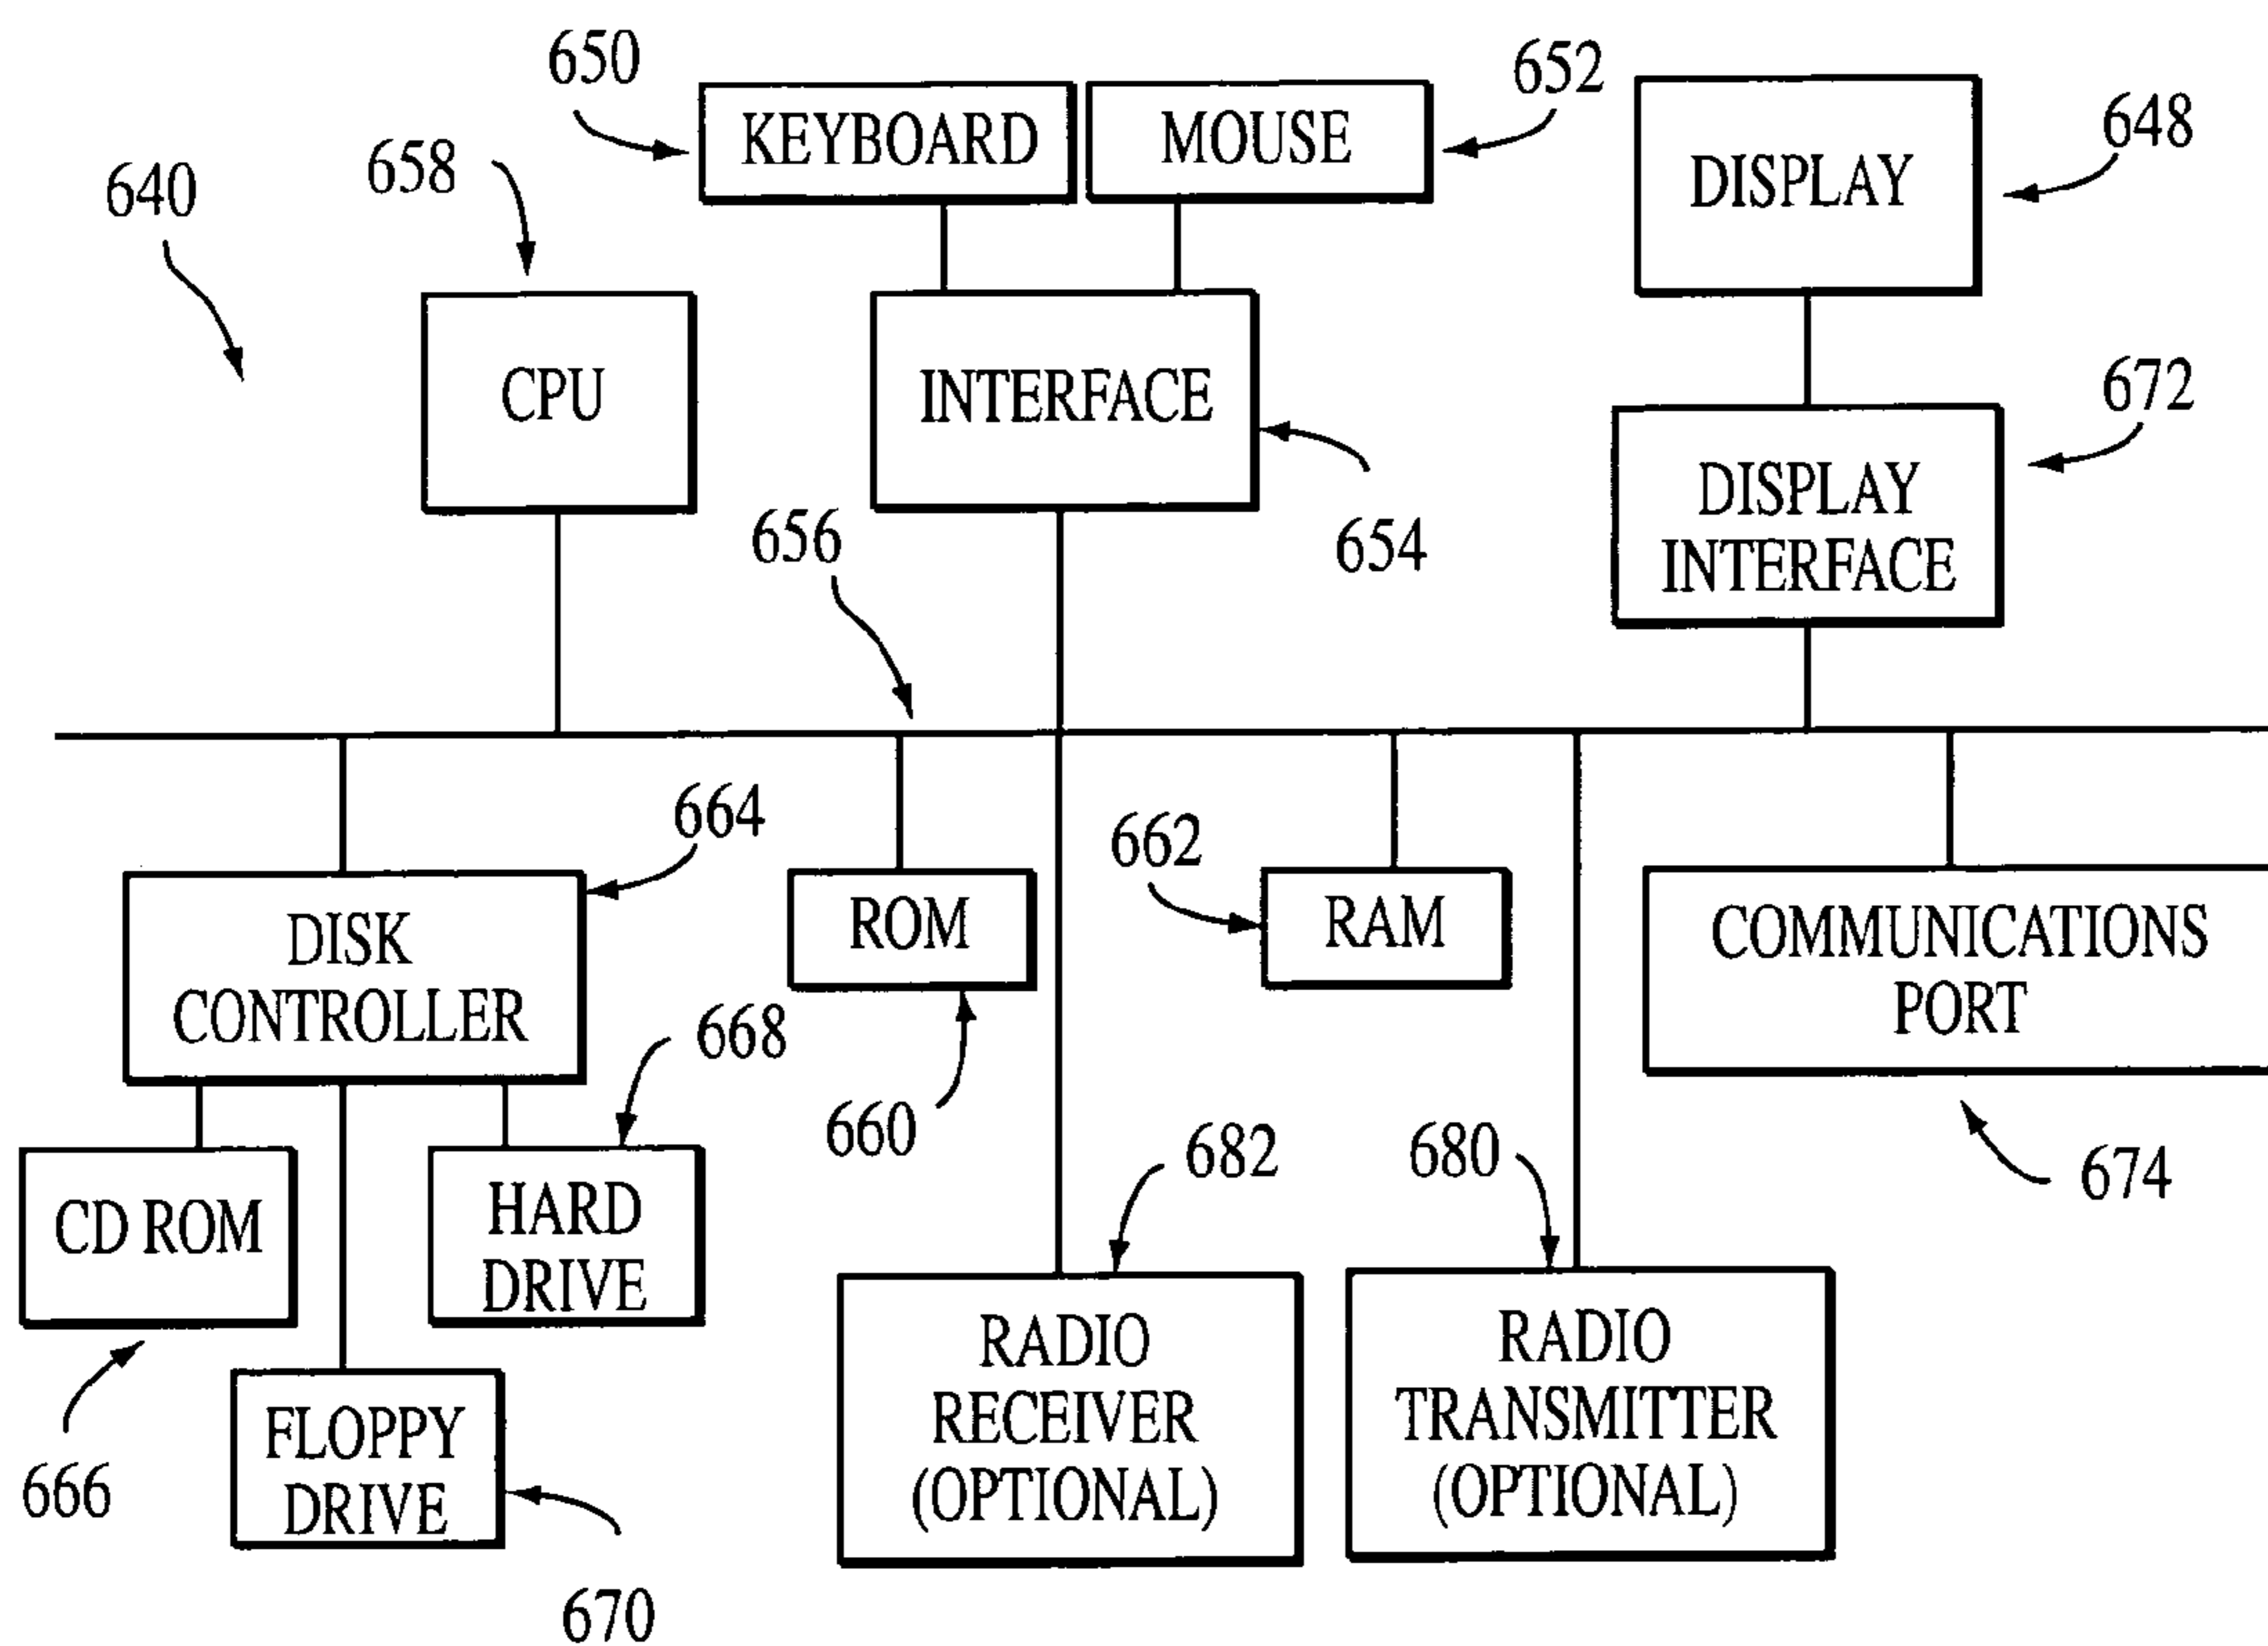 650
652
KEYBOARD
MOUSE
648
658
DISPLAY
640
CPU
INTERFACE
672
DISPLAY
INTERFACE
656
654
664
662
DISK
CONTROLLER
ROM
RAM
COMMUNICATIONS
PORT
668
660
682
680
674
CD ROM
HARD
DRIVE
RADIO
RECEIVER
(OPTIONAL)
RADIO
TRANSMITTER
(OPTIONAL)
666
FLOPPY
DRIVE
670